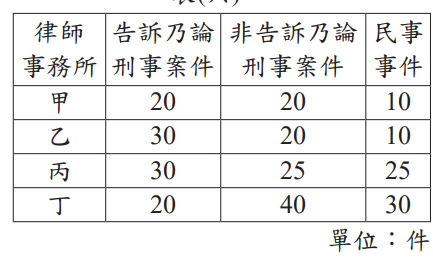 律師 告訴乃論 非告訴乃論 民事
事務所 刑事案件 刑事案件 事件
甲 20 20 10
乙 30 20 10
丙 30 25 25
丁 20 40 30
單位：件